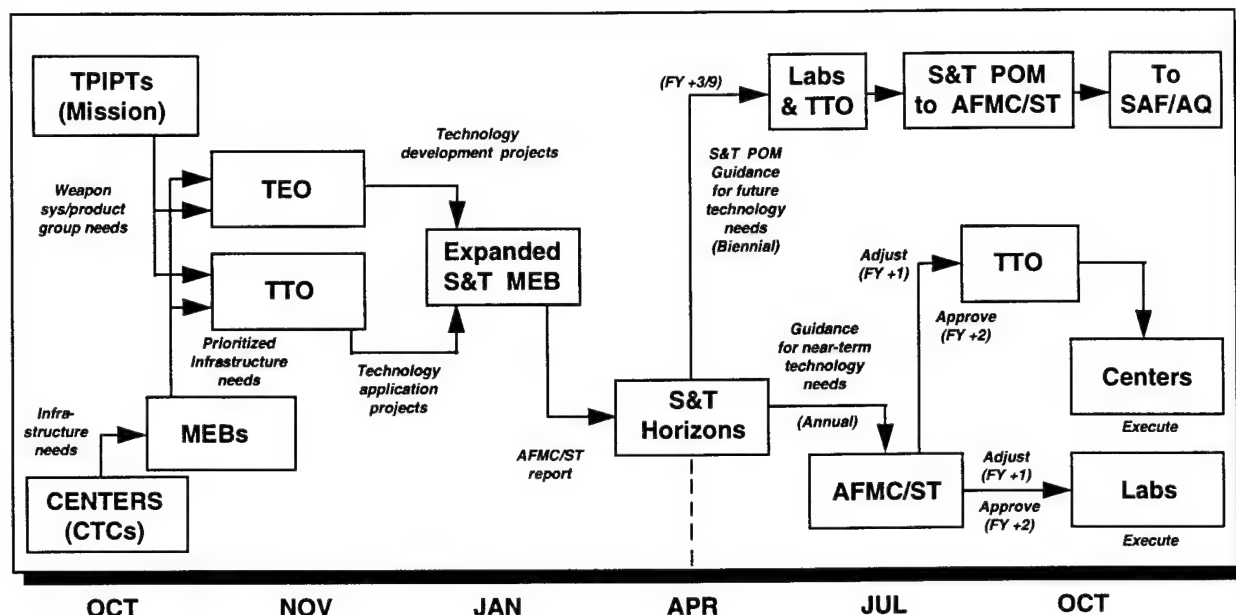 TPIPTs
(Mission)
Weapon
sys/product
group needs
TEO
Technology
development projects
TTO
Prioritized
Infrastructure
needs
Technology
application
projects
Infra-
structure
needs
MEBs
CENTERS
(CTCs)
Expanded
S&T MEB
AFMC/ST
report
S&T
Horizons
(FY +3/9)
Labs
& TTO
S&T POM
to AFMC/ST
To
SAF/AQ
S&T POM
Guidance
for future
technology
needs
(Biennial)
Guidance
for near-term
technology
needs
(Annual)
AFMC/ST
Adjust
(FY +1)
Approve
(FY +2)
TTO
Centers
Execute
Adjust
(FY +1)
Approve
(FY +2)
Labs
Execute
OCT NOV JAN APR JUL OCT